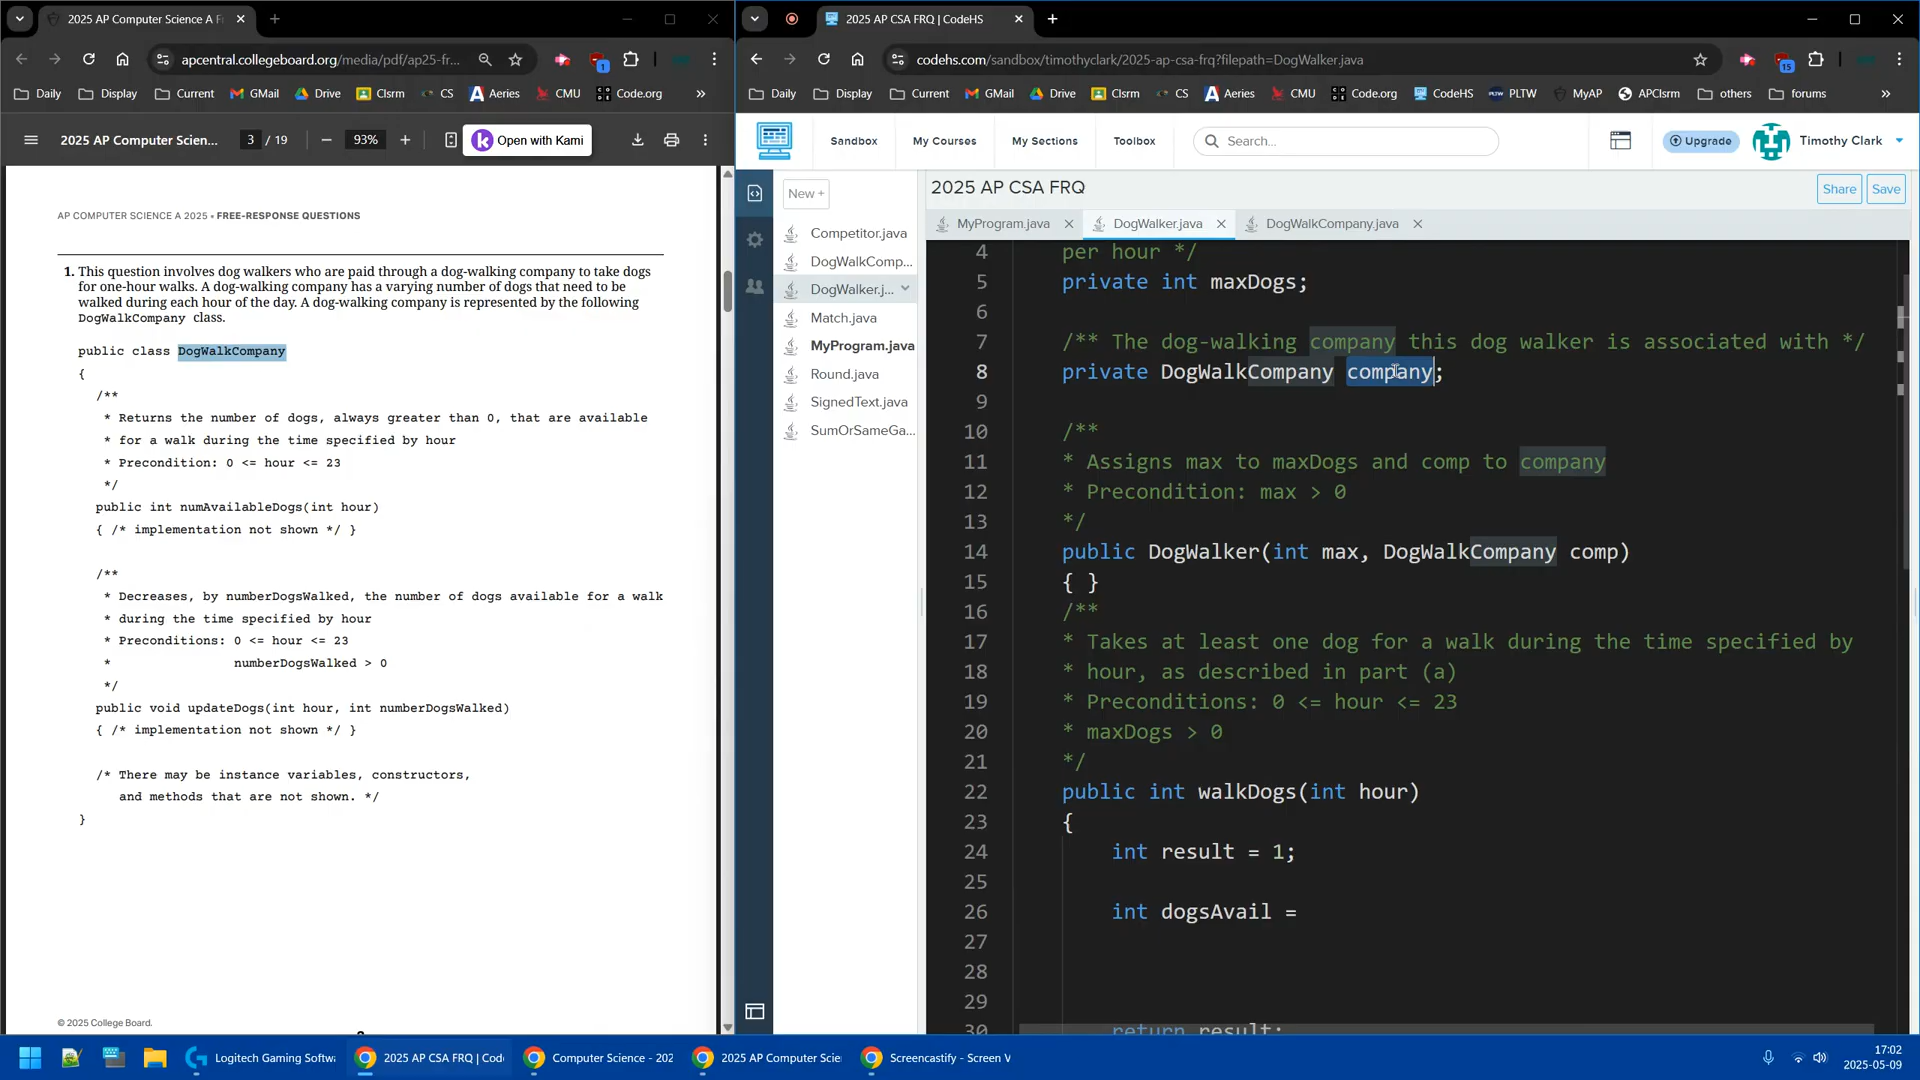 2025 AP Computer Science A F
2025 AP CSA FRQ | CodeHS
apcentral.collegeboard.org/media/pdf/ap25-fr...
1
codehs.com/sandbox/timothyclark/2025-ap-csa-frq?filepath=DogWalker.java
15
Daily Display Current GMail Drive Clsrm CS Aeries CMU Code.org »
Daily Display Current GMail Drive Clsrm CS Aeries CMU Code.org CodeHS PLTW MyAP APClsrm others forums »
2025 AP Computer Scien... 3 / 19 93% Open with Kami
Sandbox My Courses My Sections Toolbox Search... Upgrade Timothy Clark
2025 AP CSA FRQ
Share Save
New +
MyProgram.java DogWalker.java DogWalkCompany.java
Competitor.java
DogWalkComp...
DogWalker.j...
Match.java
MyProgram.java
Round.java
SignedText.java
SumOrSameGa...
AP COMPUTER SCIENCE A 2025 • FREE-RESPONSE QUESTIONS
1. This question involves dog walkers who are paid through a dog-walking company to take dogs
for one-hour walks. A dog-walking company has a varying number of dogs that need to be
walked during each hour of the day. A dog-walking company is represented by the following
DogWalkCompany class.
public class DogWalkCompany
{
/**
* Returns the number of dogs, always greater than 0, that are available
* for a walk during the time specified by hour
* Precondition: 0 <= hour <= 23
*/
public int numAvailableDogs(int hour)
{ /* implementation not shown */ }
/**
* Decreases, by numberDogsWalked, the number of dogs available for a walk
* during the time specified by hour
* Preconditions: 0 <= hour <= 23
* numberDogsWalked > 0
*/
public void updateDogs(int hour, int numberDogsWalked)
{ /* implementation not shown */ }
/* There may be instance variables, constructors,
and methods that are not shown. */
}
© 2025 College Board.
4 per hour */
5 private int maxDogs;
6
7 /** The dog-walking company this dog walker is associated with */
8 private DogWalkCompany company;
9
10 /**
11 * Assigns max to maxDogs and comp to company
12 * Precondition: max > 0
13 */
14 public DogWalker(int max, DogWalkCompany comp)
15 { }
16 /**
17 * Takes at least one dog for a walk during the time specified by
18 * hour, as described in part (a)
19 * Preconditions: 0 <= hour <= 23
20 * maxDogs > 0
21 */
22 public int walkDogs(int hour)
23 {
24 int result = 1;
25
26 int dogsAvail =
27
28
29
30 return result;
Logitech Gaming Softwa
2025 AP CSA FRQ | Cod
Computer Science - 202
2025 AP Computer Scie
Screencastify - Screen V
17:02
2025-05-09